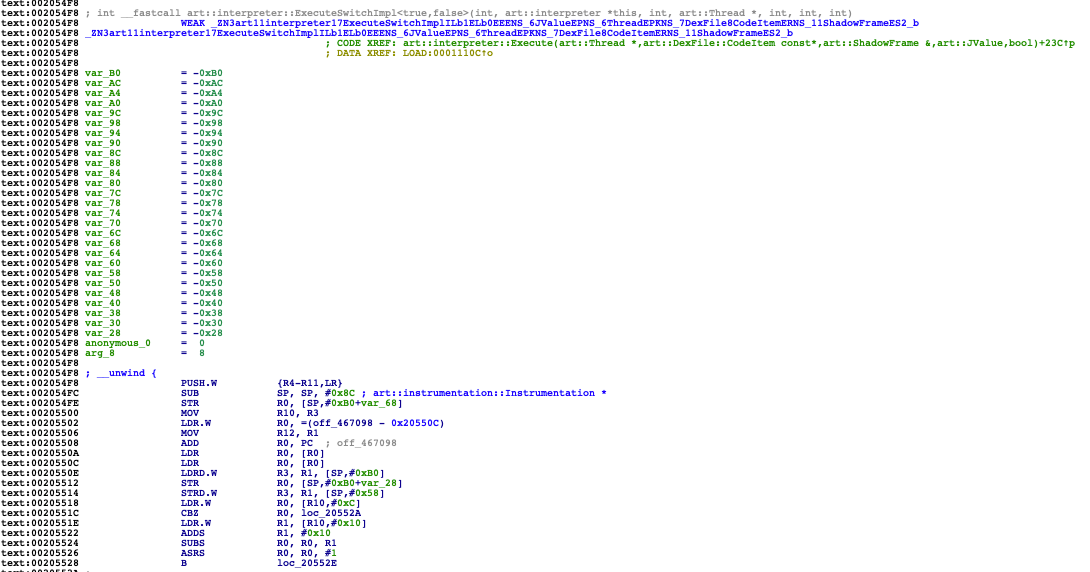 text:002054F8
text:002054F8 ; int __fastcall art::interpreter::ExecuteSwitchImpl<true,false>(int, art::interpreter *this, int, art::Thread *, int, int, int)
text:002054F8 WEAK _ZN3art11interpreter17ExecuteSwitchImplILb1ELb0EEENS_6JValueEPNS_6ThreadEPKNS_7DexFile8CodeItemERNS_11ShadowFrameES2_b
text:002054F8 _ZN3art11interpreter17ExecuteSwitchImplILb1ELb0EEENS_6JValueEPNS_6ThreadEPKNS_7DexFile8CodeItemERNS_11ShadowFrameES2_b
text:002054F8 ; CODE XREF: art::interpreter::Execute(art::Thread *,art::DexFile::CodeItem const*,art::ShadowFrame &,art::JValue,bool)+23C↑p
text:002054F8 ; DATA XREF: LOAD:0001110C↑o
text:002054F8
text:002054F8 var_B0 = -0xB0
text:002054F8 var_AC = -0xAC
text:002054F8 var_A4 = -0xA4
text:002054F8 var_A0 = -0xA0
text:002054F8 var_9C = -0x9C
text:002054F8 var_98 = -0x98
text:002054F8 var_94 = -0x94
text:002054F8 var_90 = -0x90
text:002054F8 var_8C = -0x8C
text:002054F8 var_88 = -0x88
text:002054F8 var_84 = -0x84
text:002054F8 var_80 = -0x80
text:002054F8 var_7C = -0x7C
text:002054F8 var_78 = -0x78
text:002054F8 var_74 = -0x74
text:002054F8 var_70 = -0x70
text:002054F8 var_6C = -0x6C
text:002054F8 var_68 = -0x68
text:002054F8 var_64 = -0x64
text:002054F8 var_60 = -0x60
text:002054F8 var_58 = -0x58
text:002054F8 var_50 = -0x50
text:002054F8 var_48 = -0x48
text:002054F8 var_40 = -0x40
text:002054F8 var_38 = -0x38
text:002054F8 var_30 = -0x30
text:002054F8 var_28 = -0x28
text:002054F8 anonymous_0 = 0
text:002054F8 arg_8 = 8
text:002054F8
text:002054F8 ; __unwind {
text:002054F8 PUSH.W {R4-R11,LR}
text:002054FC SUB SP, SP, #0x8C ; art::instrumentation::Instrumentation *
text:002054FE STR R0, [SP,#0xB0+var_68]
text:00205500 MOV R10, R3
text:00205502 LDR.W R0, =(off_467098 - 0x20550C)
text:00205506 MOV R12, R1
text:00205508 ADD R0, PC ; off_467098
text:0020550A LDR R0, [R0]
text:0020550C LDR R0, [R0]
text:0020550E LDRD.W R3, R1, [SP,#0xB0]
text:00205512 STR R0, [SP,#0xB0+var_28]
text:00205514 STRD.W R3, R1, [SP,#0x58]
text:00205518 LDR.W R0, [R10,#0xC]
text:0020551C CBZ R0, loc_20552A
text:0020551E LDR.W R1, [R10,#0x10]
text:00205522 ADDS R1, #0x10
text:00205524 SUBS R0, R0, R1
text:00205526 ASRS R0, R0, #1
text:00205528 B loc_20552E